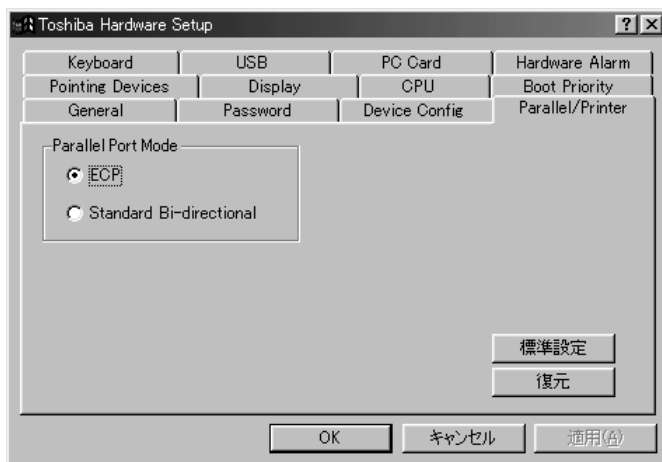 Toshiba Hardware Setup
Keyboard USB PC Card Hardware Alarm
Pointing Devices Display CPU Boot Priority
General Password Device Config Parallel/Printer
Parallel Port Mode
ECP
Standard Bi-directional
標準設定
復元
OK キャンセル 適用(A)